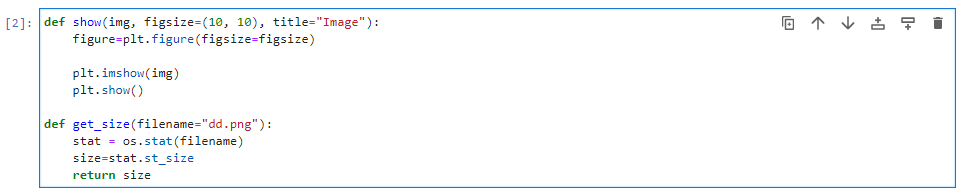 [2]: def show(img, figsize=(10, 10), title="Image"):
    figure=plt.figure(figsize=figsize)

    plt.imshow(img)
    plt.show()

def get_size(filename="dd.png"):
    stat = os.stat(filename)
    size=stat.st_size
    return size